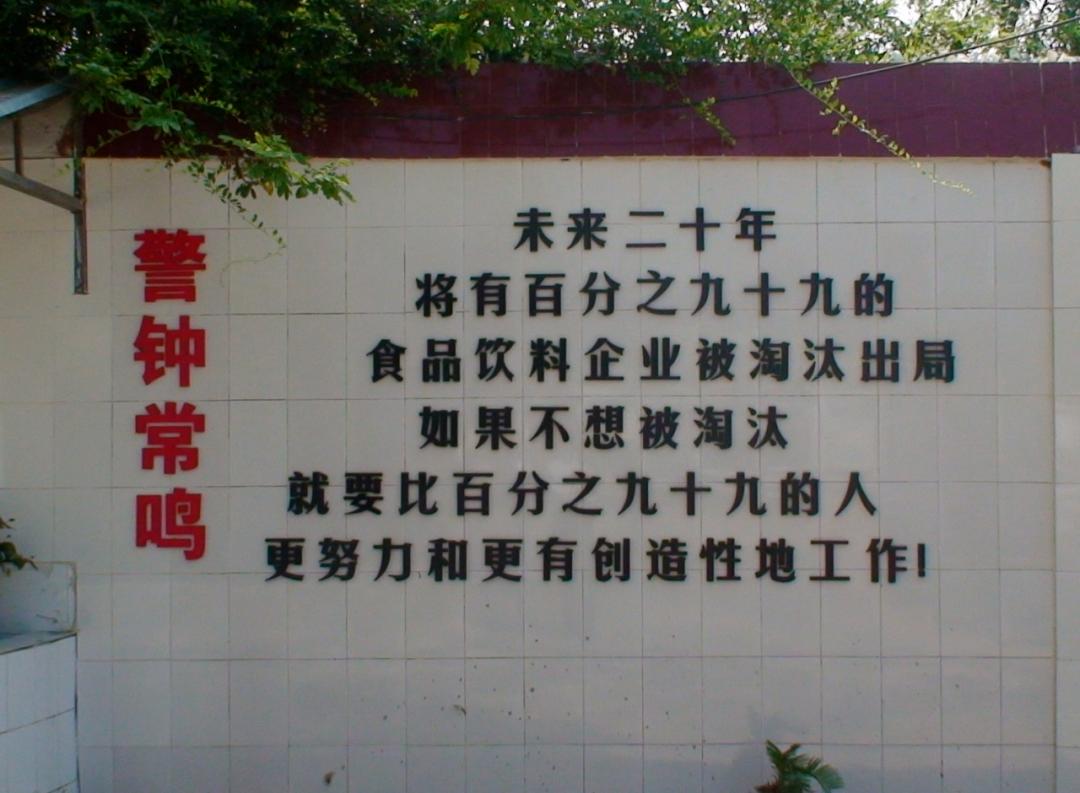 警钟常鸣
未来二十年
将有百分之九十九的
食品饮料企业被淘汰出局
如果不想被淘汰
就要比百分之九十九的人
更努力和更有创造性地工作!